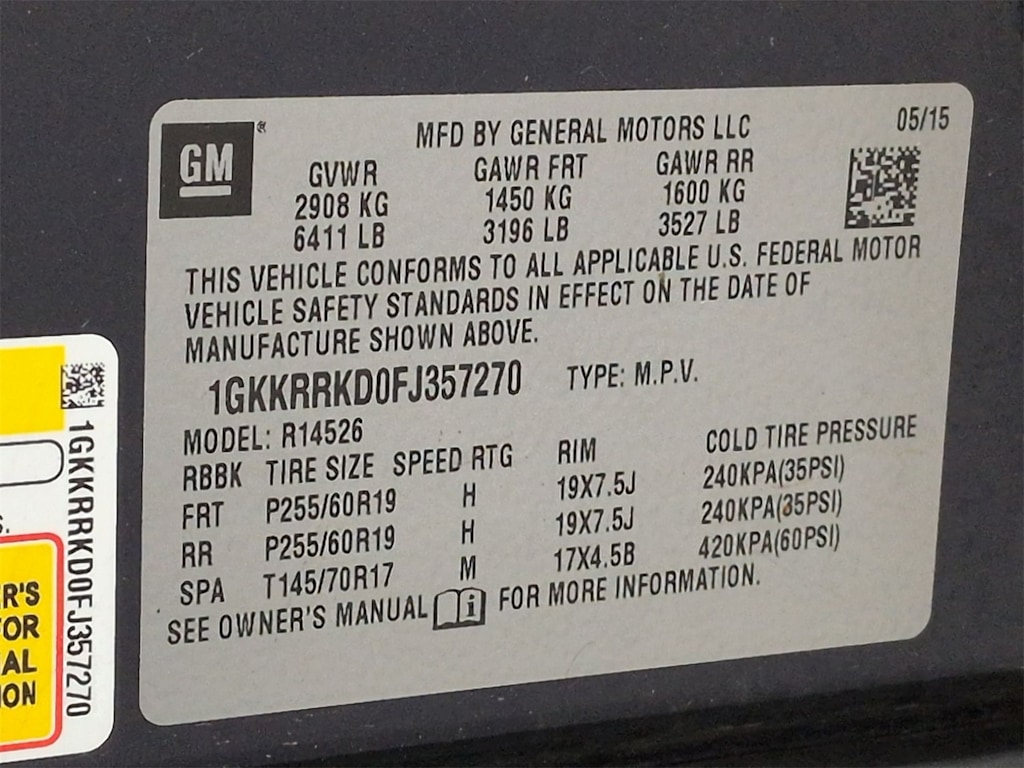 GM
MFD BY GENERAL MOTORS LLC
05/15
GVWR GAWR FRT GAWR RR
2908 KG 1450 KG 1600 KG
6411 LB 3196 LB 3527 LB
THIS VEHICLE CONFORMS TO ALL APPLICABLE U.S. FEDERAL MOTOR
VEHICLE SAFETY STANDARDS IN EFFECT ON THE DATE OF
MANUFACTURE SHOWN ABOVE.
1GKKRRKD0FJ357270 TYPE: M.P.V.
MODEL: R14526
RBBK TIRE SIZE SPEED RTG RIM COLD TIRE PRESSURE
FRT P255/60R19 H 19X7.5J 240KPA(35PSI)
RR P255/60R19 H 19X7.5J 240KPA(35PSI)
SPA T145/70R17 M 17X4.5B 420KPA(60PSI)
SEE OWNER'S MANUAL i FOR MORE INFORMATION.
1GKKRRKD0FJ357270
S.
ER'S
FOR
AL
ION